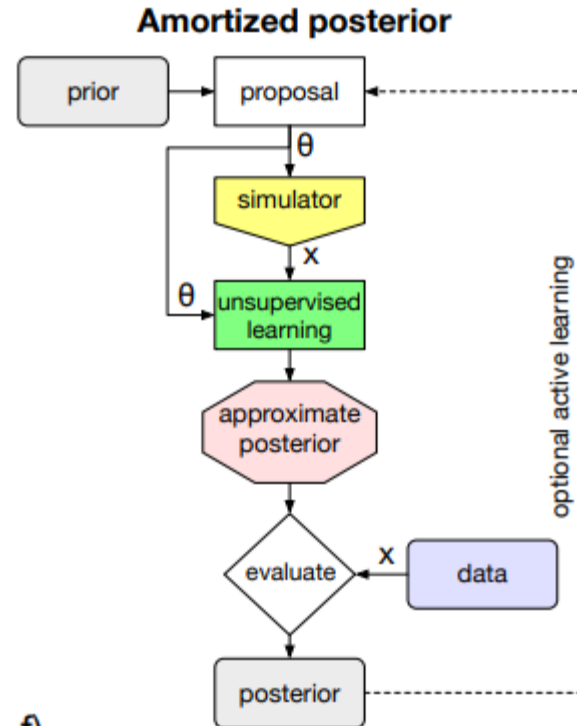 Amortized posterior
prior
proposal
θ
simulator
x
θ
unsupervised
learning
approximate
posterior
optional active learning
evaluate
x
data
posterior
f)